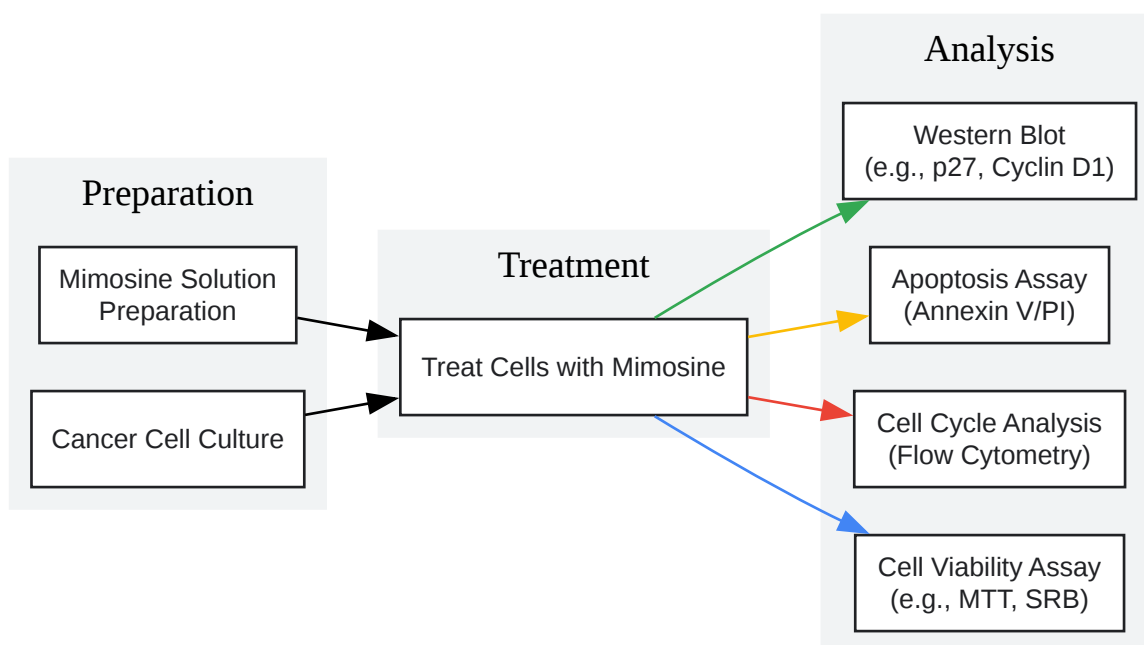 Preparation
Mimosine Solution
Preparation
Cancer Cell Culture
Treatment
Treat Cells with Mimosine
Analysis
Western Blot
(e.g., p27, Cyclin D1)
Apoptosis Assay
(Annexin V/PI)
Cell Cycle Analysis
(Flow Cytometry)
Cell Viability Assay
(e.g., MTT, SRB)